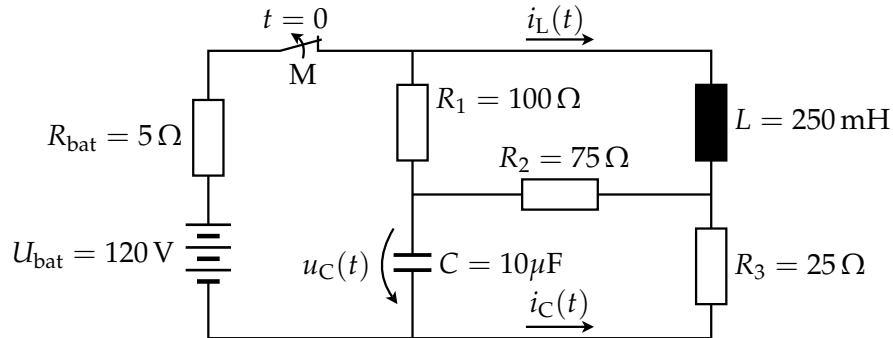 t = 0
i_L(t)
M
R_1 = 100 Ω
R_bat = 5 Ω
L = 250 mH
R_2 = 75 Ω
U_bat = 120 V
u_C(t)
C = 10μF
R_3 = 25 Ω
i_C(t)